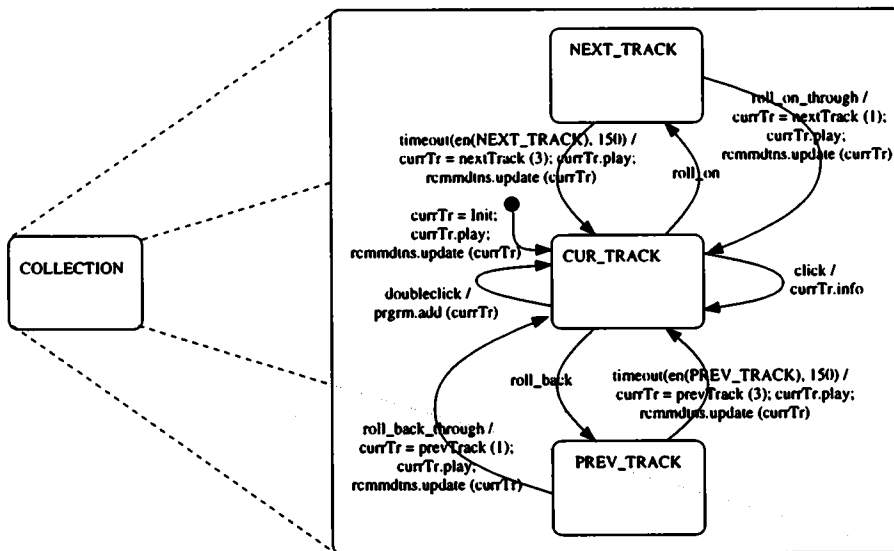 NEXT_TRACK
roll_on_through /
currTr = nextTrack (1);
currTr.play;
rcmmdtns.update (currTr)
timeout(en(NEXT_TRACK), 150) /
currTr = nextTrack (3); currTr.play;
rcmmdtns.update (currTr)
roll_on
currTr = Init;
currTr.play;
rcmmdtns.update (currTr)
COLLECTION
CUR_TRACK
click /
currTr.info
doubleclick /
prgrm.add (currTr)
roll_back
timeout(en(PREV_TRACK), 150) /
currTr = prevTrack (3); currTr.play;
rcmmdtns.update (currTr)
roll_back_through /
currTr = prevTrack (1);
currTr.play;
rcmmdtns.update (currTr)
PREV_TRACK